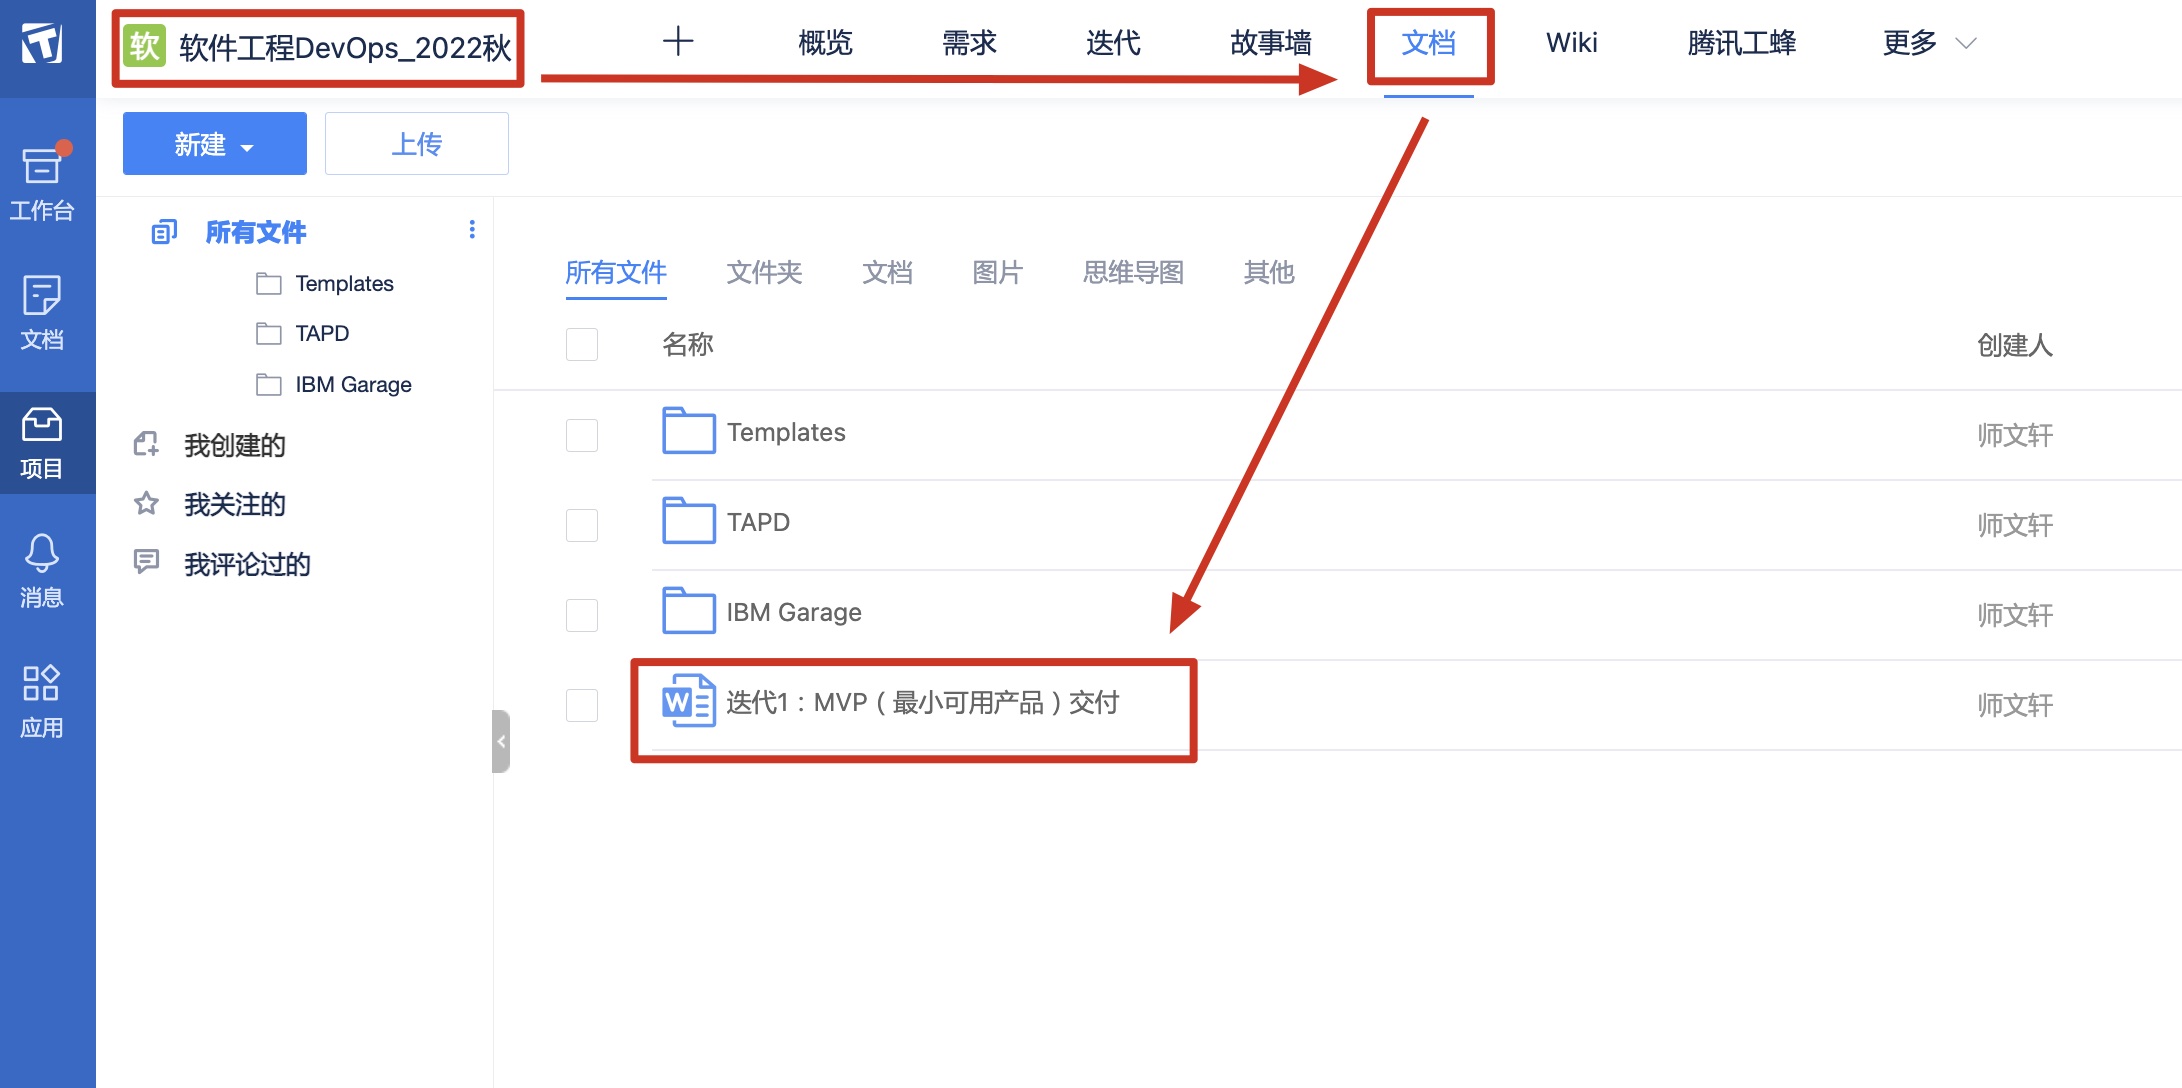 软 软件工程DevOps_2022秋 概览 需求 迭代 故事墙 文档 Wiki 腾讯工蜂 更多
新建 上传
工作台
文档
项目
消息
应用
所有文件
Templates
TAPD
IBM Garage
我创建的
我关注的
我评论过的
所有文件 文件夹 文档 图片 思维导图 其他
名称 创建人
Templates 师文轩
TAPD 师文轩
IBM Garage 师文轩
W 迭代1：MVP（最小可用产品）交付 师文轩